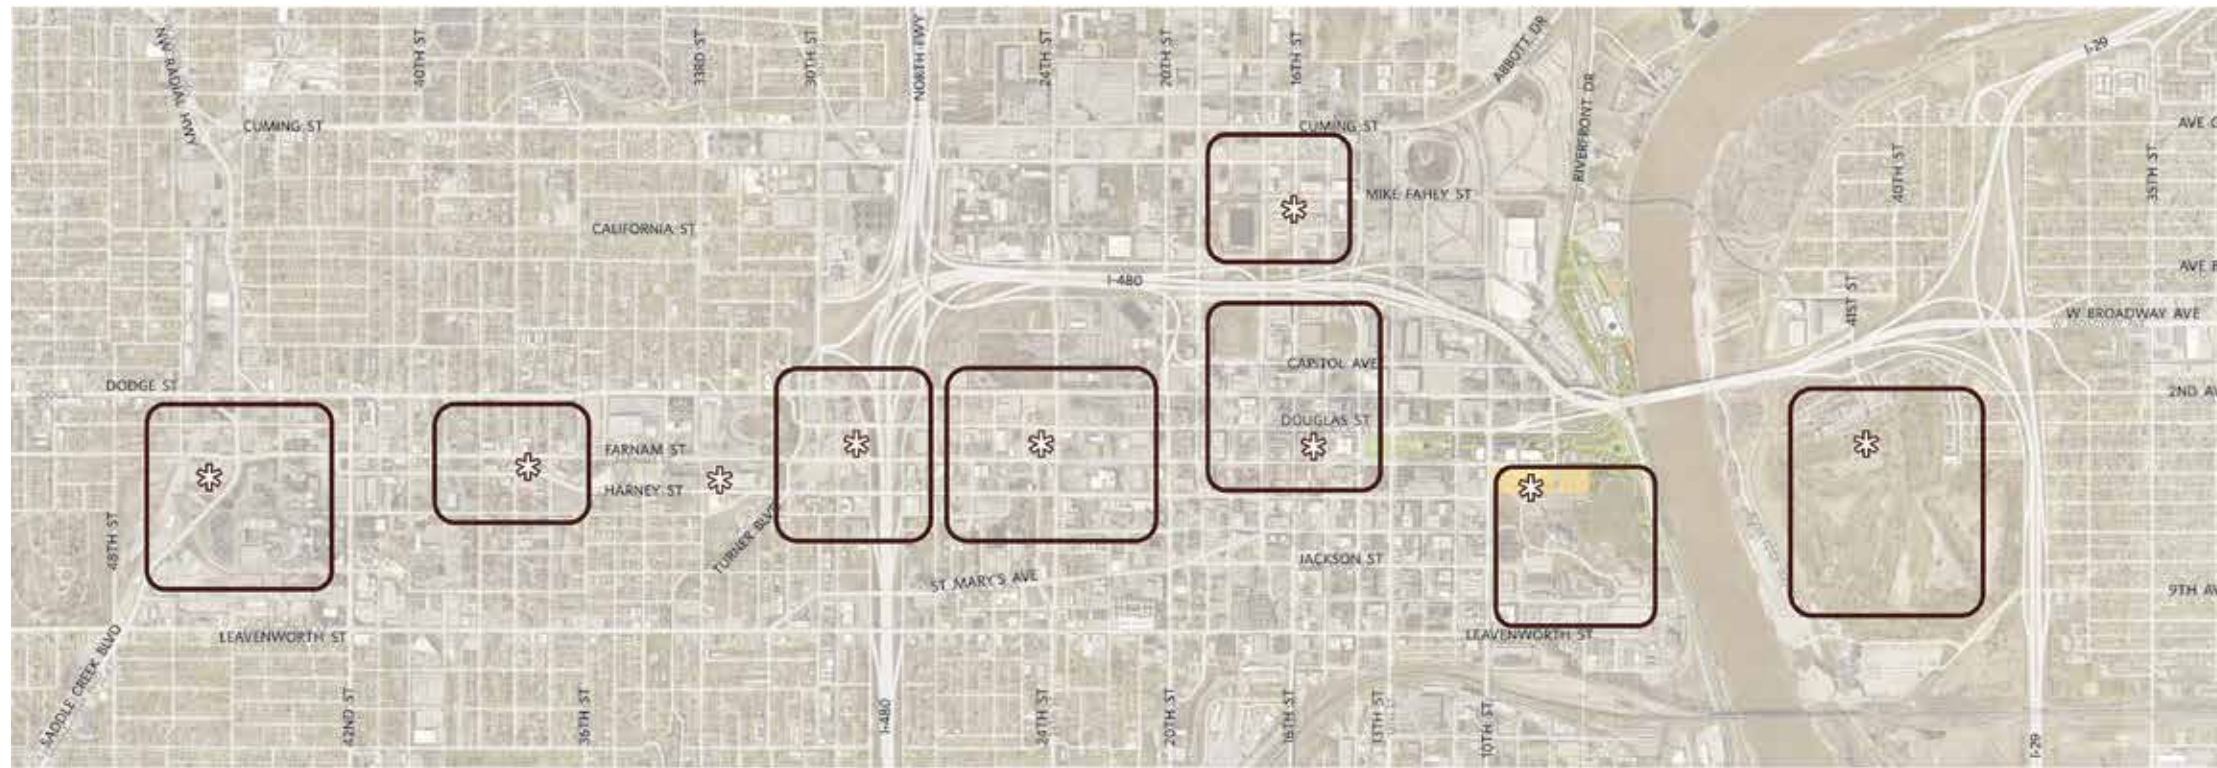 NW RADIAL HWY
40TH ST
33RD ST
30TH ST
NORTH FWY
24TH ST
20TH ST
16TH ST
ABBOTT DR
RIVERFRONT DR
I-29
CUMING ST
CUMING ST
AVE
40TH ST
35TH ST
MIKE FAHEY ST
CALIFORNIA ST
I-480
AVE
41ST ST
W BROADWAY AVE
CAPITOL AVE
DODGE ST
2ND AV
DOUGLAS ST
FARNAM ST
HARNEY ST
48TH ST
TURNER BLVD
JACKSON ST
ST MARY'S AVE
9TH AV
LEAVENWORTH ST
LEAVENWORTH ST
SADDLE CREEK BLVD
42ND ST
36TH ST
I-480
24TH ST
20TH ST
16TH ST
13TH ST
10TH ST
I-29